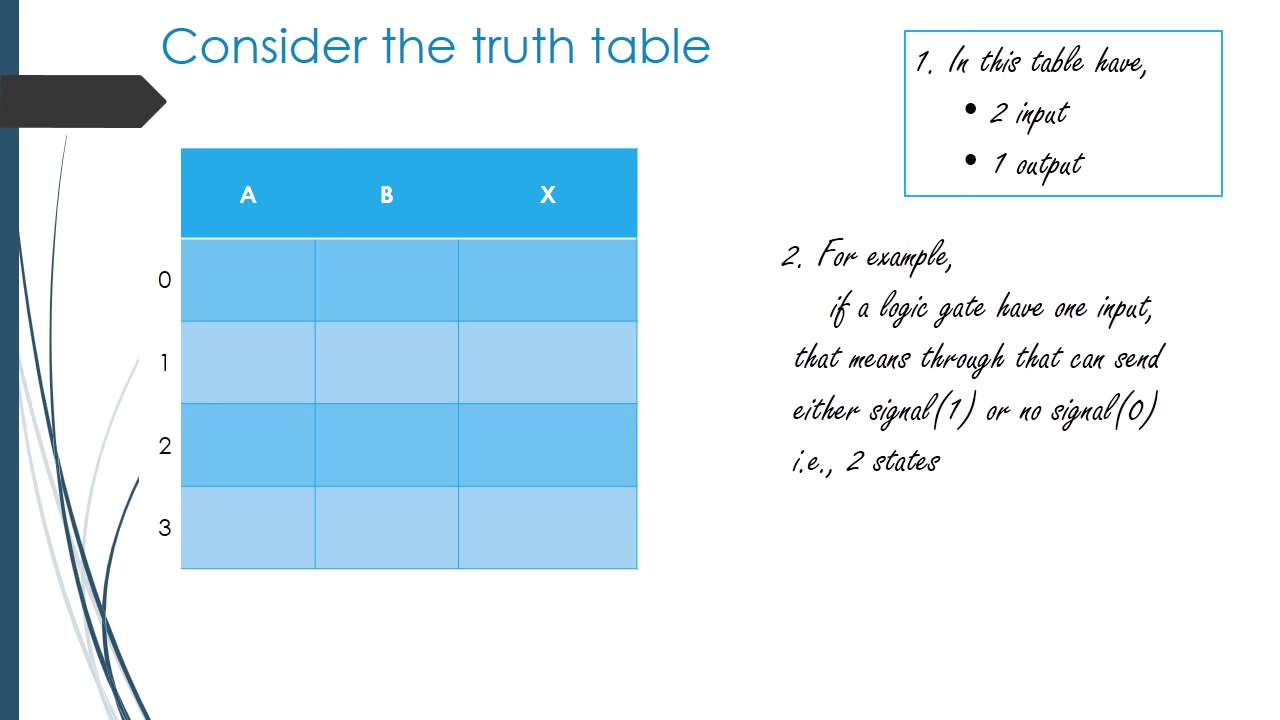 Consider the truth table
1. In this table have,
• 2 input
• 1 output
A B X
0
1
2
3
2. For example,
if a logic gate have one input,
that means through that can send
either signal(1) or no signal(0)
i.e., 2 states